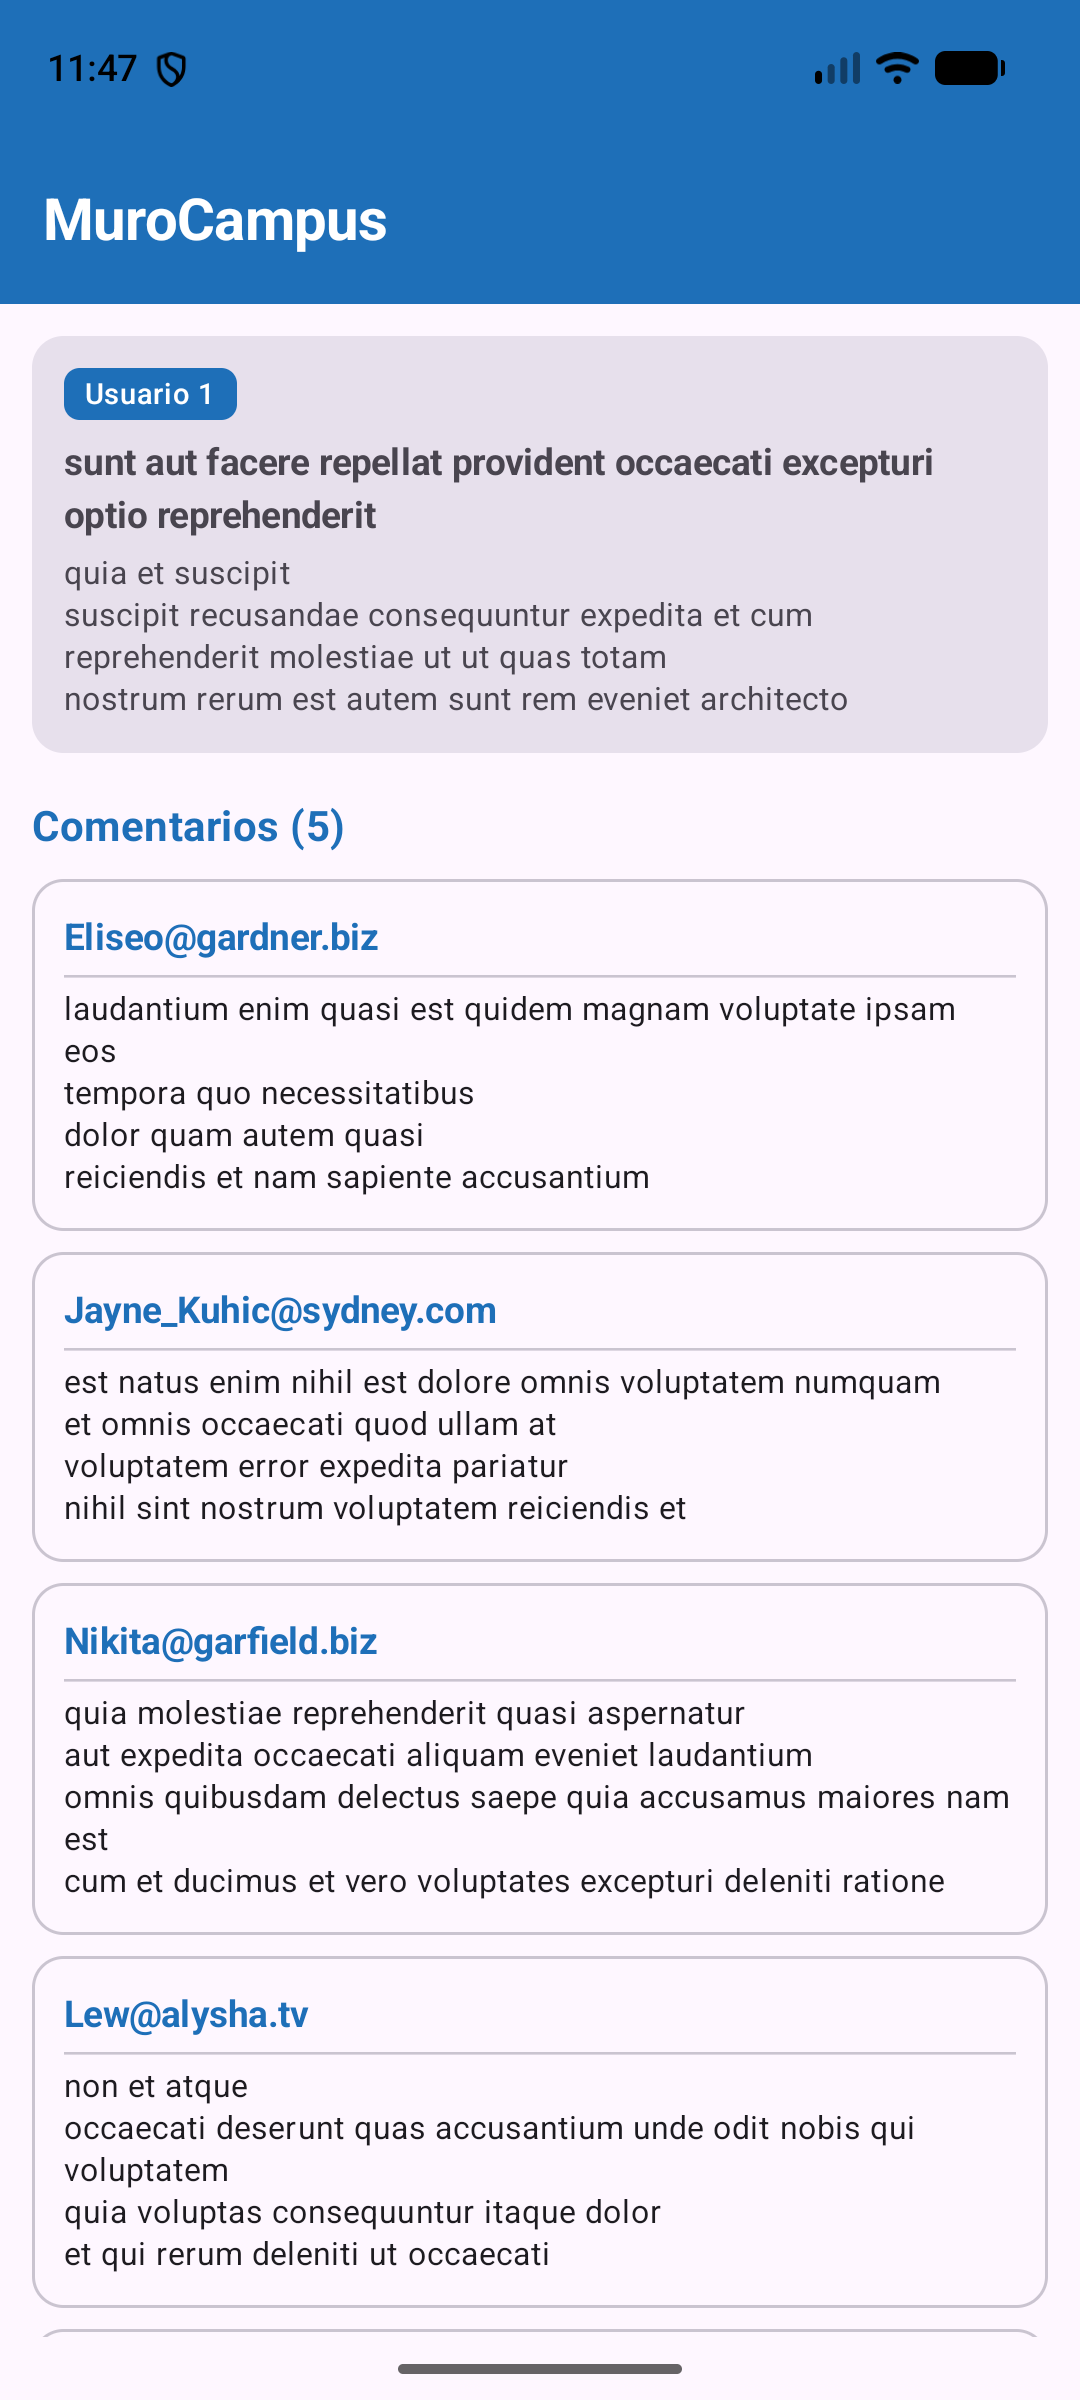 11:47
MuroCampus
Usuario 1
sunt aut facere repellat provident occaecati excepturi
optio reprehenderit
quia et suscipit
suscipit recusandae consequuntur expedita et cum
reprehenderit molestiae ut ut quas totam
nostrum rerum est autem sunt rem eveniet architecto
Comentarios (5)
Eliseo@gardner.biz
laudantium enim quasi est quidem magnam voluptate ipsam
eos
tempora quo necessitatibus
dolor quam autem quasi
reiciendis et nam sapiente accusantium
Jayne_Kuhic@sydney.com
est natus enim nihil est dolore omnis voluptatem numquam
et omnis occaecati quod ullam at
voluptatem error expedita pariatur
nihil sint nostrum voluptatem reiciendis et
Nikita@garfield.biz
quia molestiae reprehenderit quasi aspernatur
aut expedita occaecati aliquam eveniet laudantium
omnis quibusdam delectus saepe quia accusamus maiores nam
est
cum et ducimus et vero voluptates excepturi deleniti ratione
Lew@alysha.tv
non et atque
occaecati deserunt quas accusantium unde odit nobis qui
voluptatem
quia voluptas consequuntur itaque dolor
et qui rerum deleniti ut occaecati